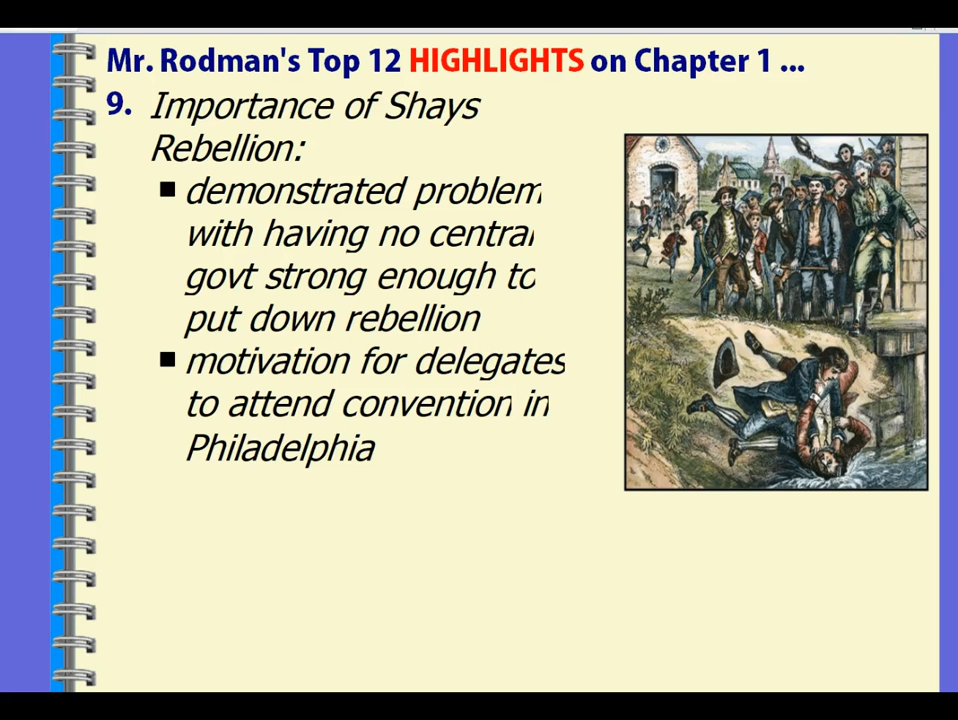 Mr. Rodman's Top 12 HIGHLIGHTS on Chapter 1 ...
9. Importance of Shays
Rebellion:
▪ demonstrated problem
with having no central
govt strong enough to
put down rebellion
▪ motivation for delegates
to attend convention in
Philadelphia